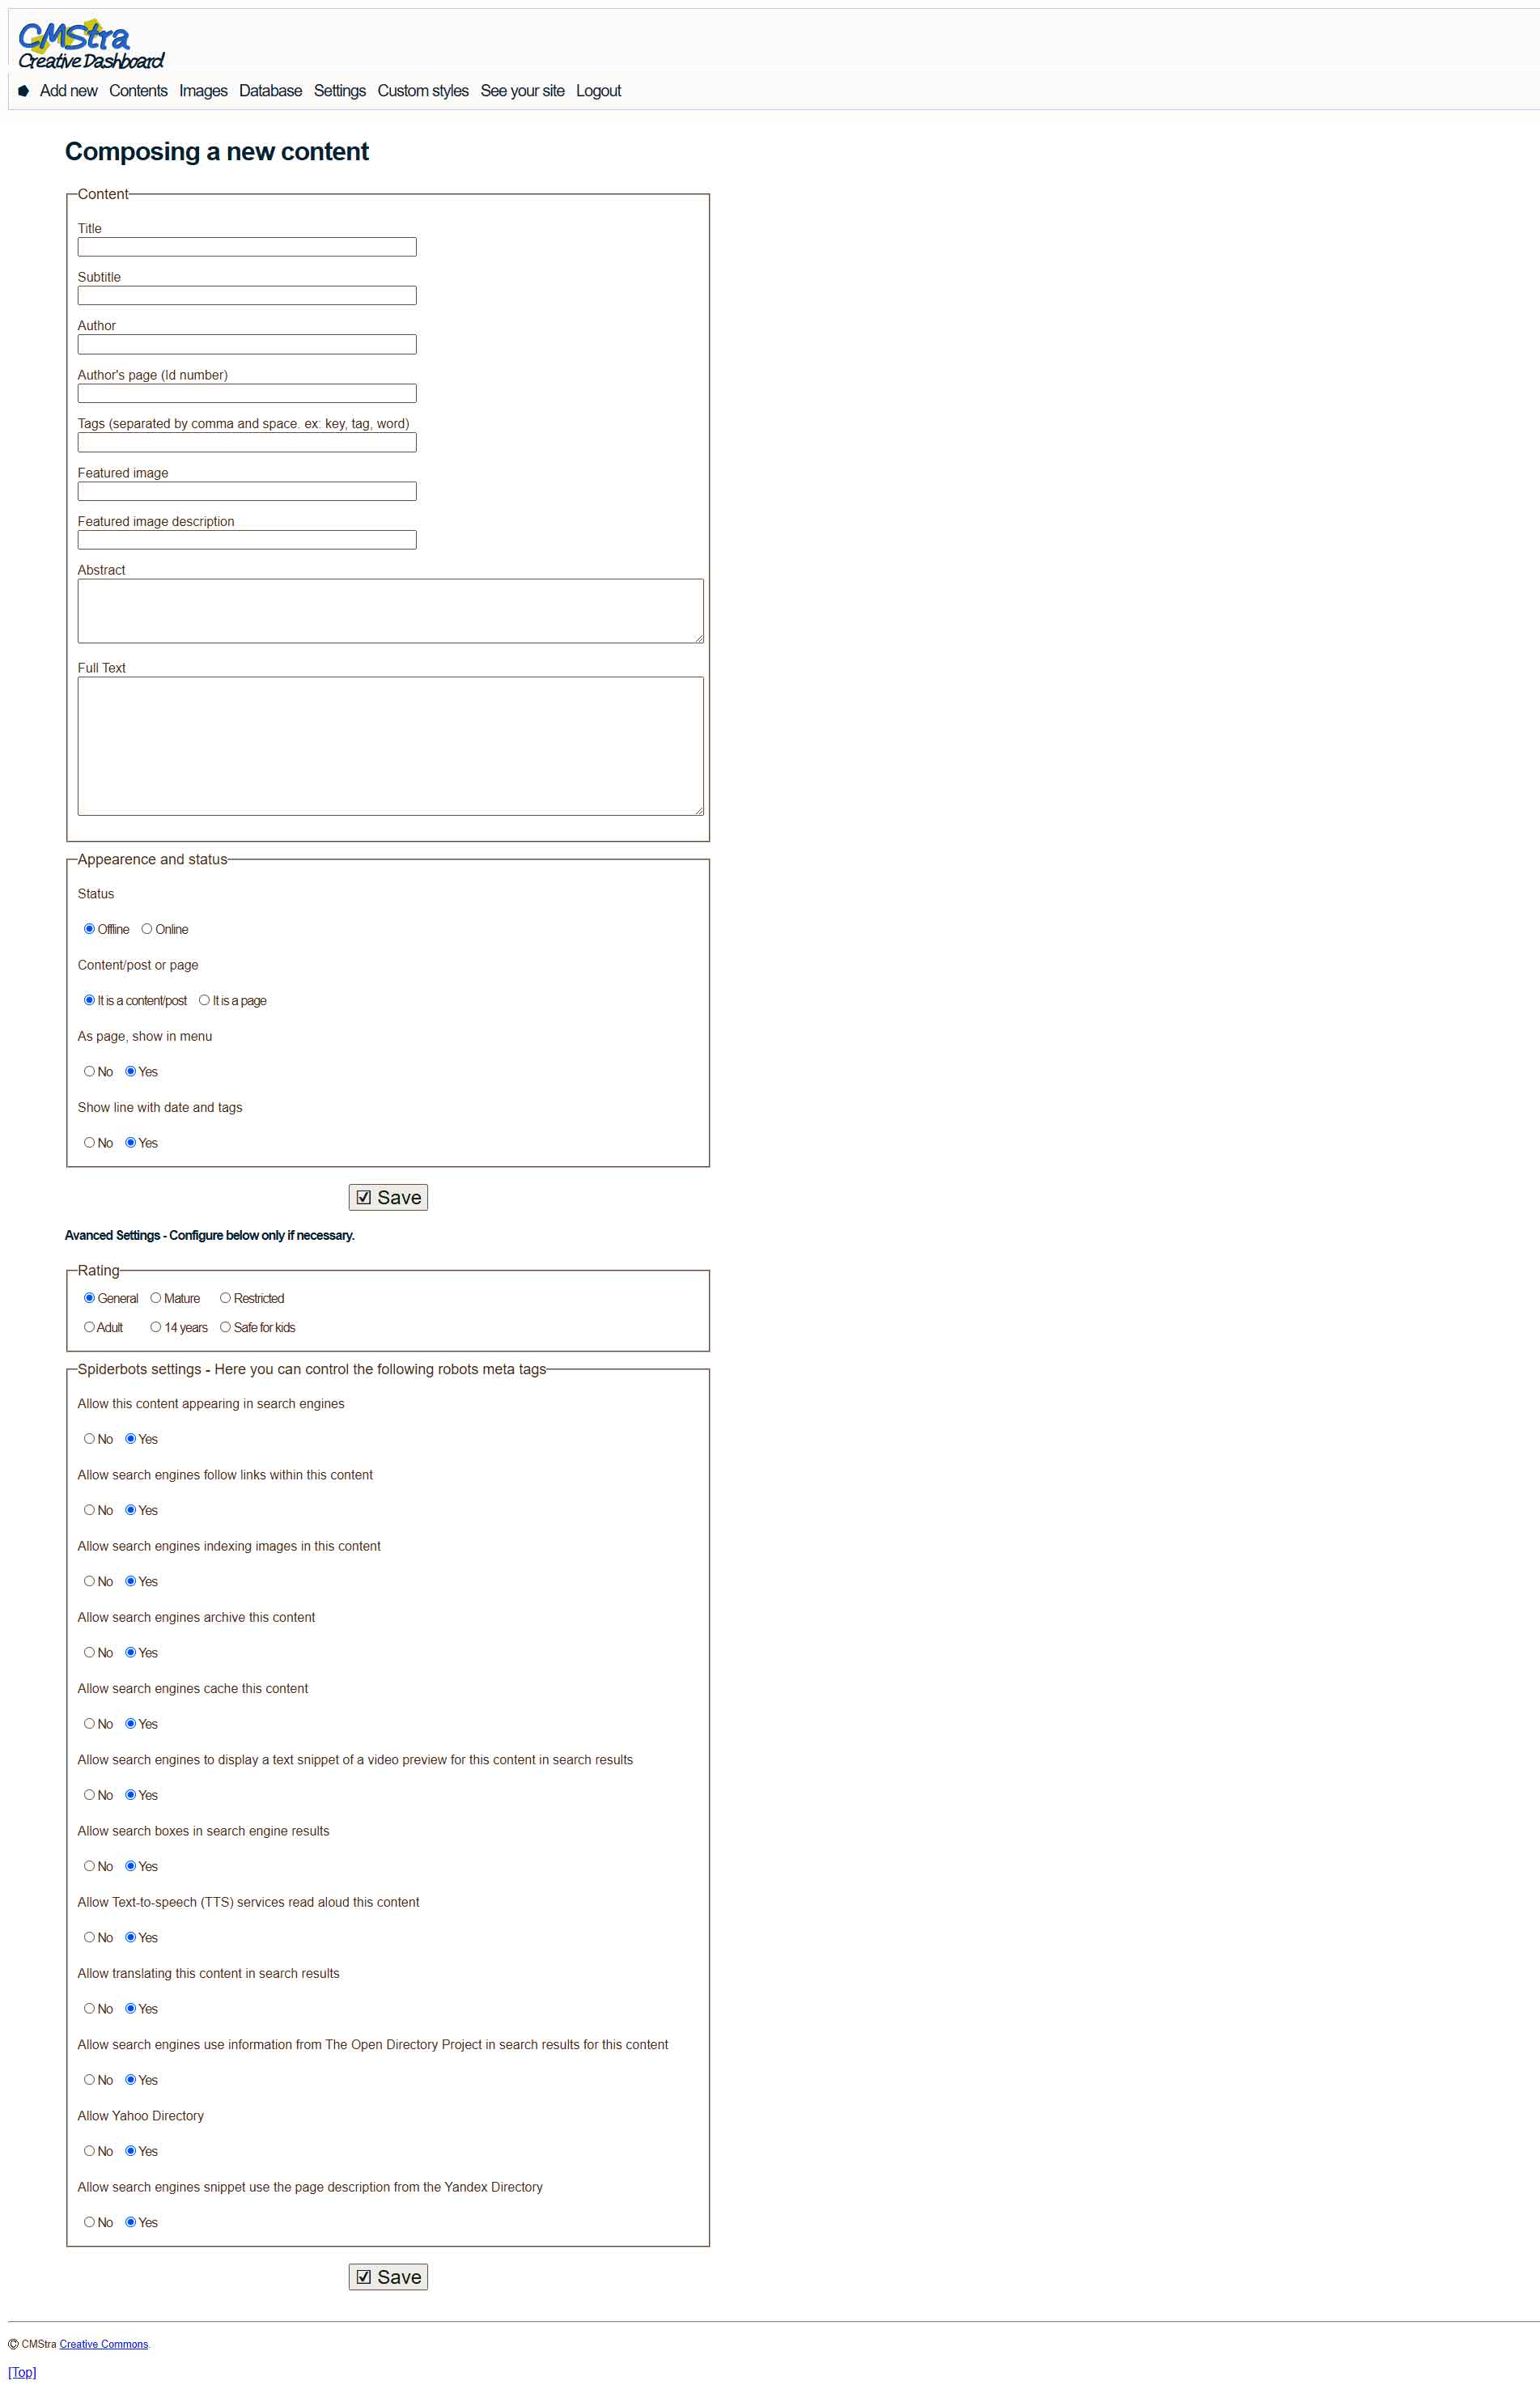 CMStra
Creative Dashboard
Add new Contents Images Database Settings Custom styles See your site Logout
Composing a new content
Content
Title
Subtitle
Author
Author's page (Id number)
Tags (separated by comma and space. ex: key, tag, word)
Featured image
Featured image description
Abstract
Full Text
Appearence and status
Status
Offline Online
Content/post or page
It is a content/post It is a page
As page, show in menu
No Yes
Show line with date and tags
No Yes
☑ Save
Avanced Settings - Configure below only if necessary.
Rating
General Mature Restricted
Adult 14 years Safe for kids
Spiderbots settings - Here you can control the following robots meta tags
Allow this content appearing in search engines
No Yes
Allow search engines follow links within this content
No Yes
Allow search engines indexing images in this content
No Yes
Allow search engines archive this content
No Yes
Allow search engines cache this content
No Yes
Allow search engines to display a text snippet of a video preview for this content in search results
No Yes
Allow search boxes in search engine results
No Yes
Allow Text-to-speech (TTS) services read aloud this content
No Yes
Allow translating this content in search results
No Yes
Allow search engines use information from The Open Directory Project in search results for this content
No Yes
Allow Yahoo Directory
No Yes
Allow search engines snippet use the page description from the Yandex Directory
No Yes
☑ Save
© CMStra Creative Commons.
[Top]